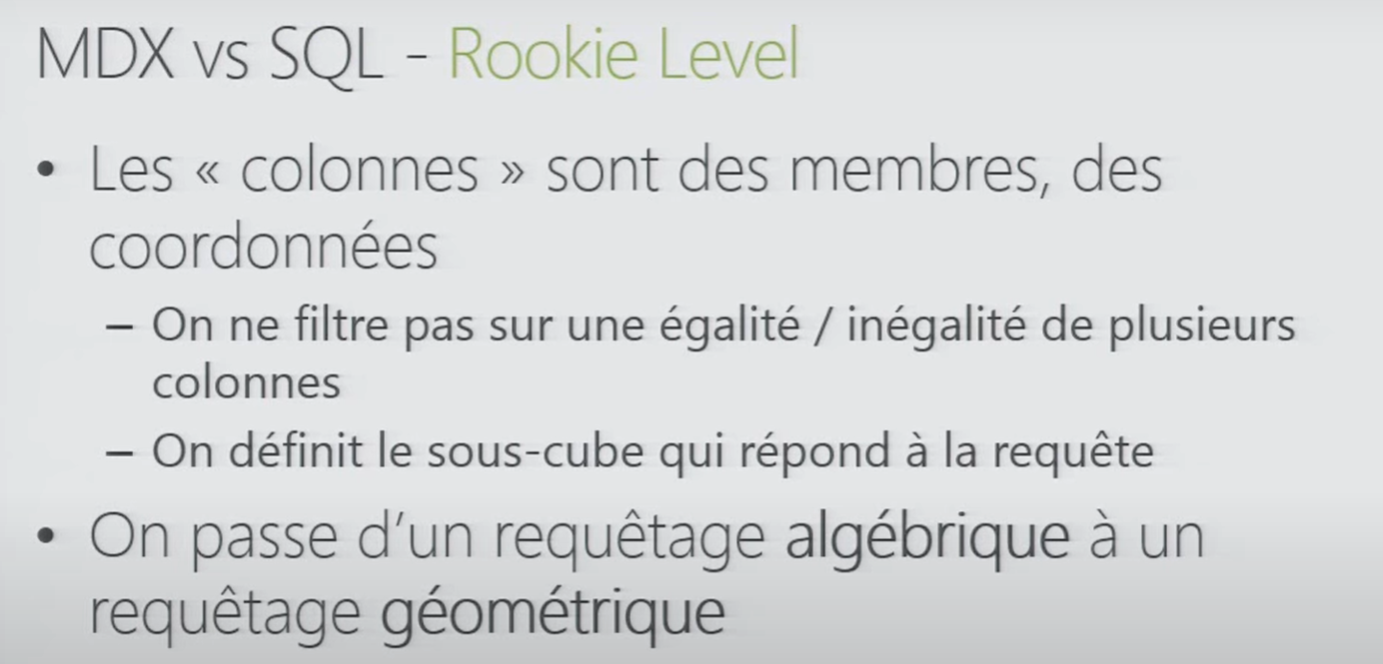 MDX vs SQL - Rookie Level
• Les « colonnes » sont des membres, des
coordonnées
– On ne filtre pas sur une égalité / inégalité de plusieurs
colonnes
– On définit le sous-cube qui répond à la requête
• On passe d’un requêtage algébrique à un
requêtage géométrique